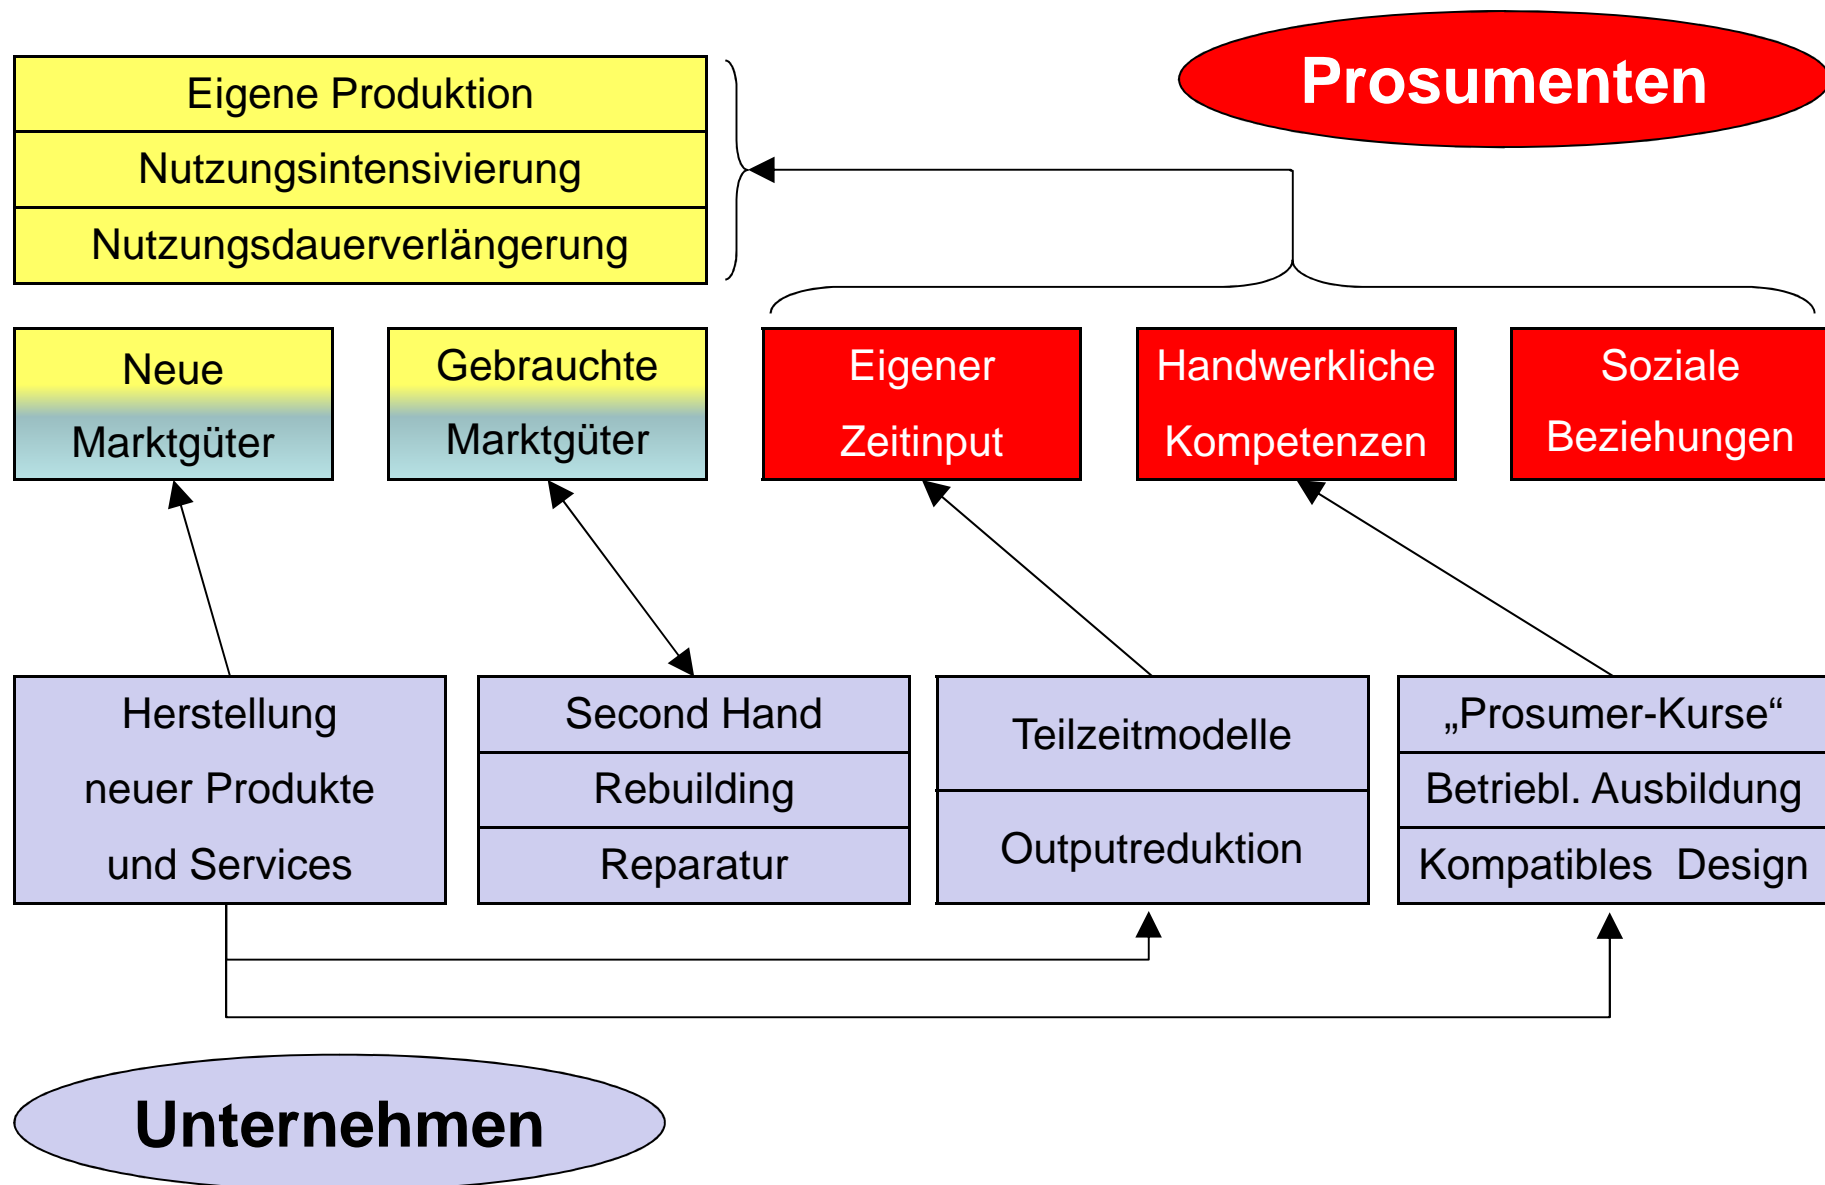 Prosumenten
Eigene Produktion
Nutzungsintensivierung
Nutzungsdauerverlängerung
Neue
Marktgüter
Gebrauchte
Marktgüter
Eigener
Zeitinput
Handwerkliche
Kompetenzen
Soziale
Beziehungen
Herstellung
neuer Produkte
und Services
Second Hand
Rebuilding
Reparatur
Teilzeitmodelle
Outputreduktion
„Prosumer-Kurse“
Betriebl. Ausbildung
Kompatibles Design
Unternehmen